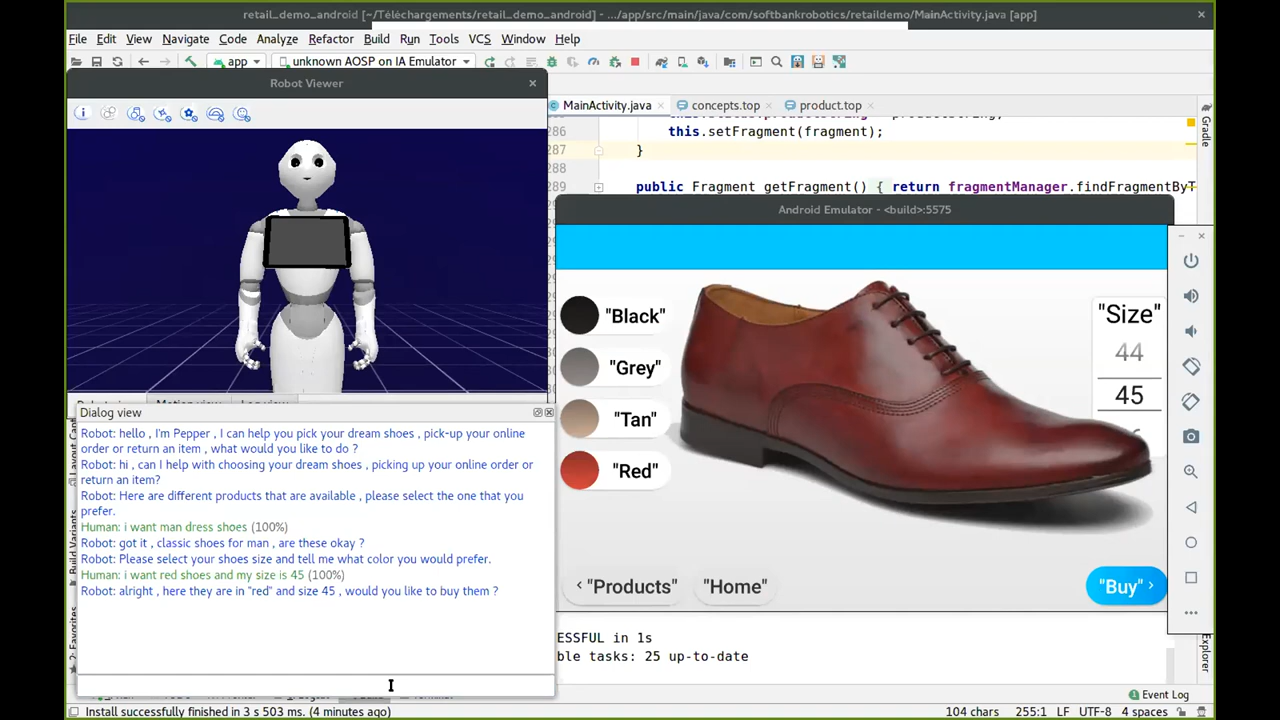 retail_demo_android [~/Téléchargements/retail_demo_android] - .../app/src/main/java/com/softbankrobotics/retaildemo/MainActivity.java [app]
File Edit View Navigate Code Analyze Refactor Build Run Tools VCS Window Help
app unknown AOSP on IA Emulator
Robot Viewer
MainActivity.java concepts.top product.top
286 this.setFragment(fragment);
287 }
288
289 public Fragment getFragment() { return fragmentManager.findFragmentByT
Gradle
Android Emulator - <build>:5575
"Black"
"Grey"
"Tan"
"Red"
"Size"
44
45
< "Products" "Home" "Buy" >
Dialog view
Robot: hello , I'm Pepper , I can help you pick your dream shoes , pick-up your online
order or return an item , what would you like to do ?
Robot: hi , can I help with choosing your dream shoes , picking up your online order or
return an item?
Robot: Here are different products that are available , please select the one that you
prefer.
Human: i want man dress shoes (100%)
Robot: got it , classic shoes for man , are these okay ?
Robot: Please select your shoes size and tell me what color you would prefer.
Human: i want red shoes and my size is 45 (100%)
Robot: alright , here they are in "red" and size 45 , would you like to buy them ?
ESSFUL in 1s
ble tasks: 25 up-to-date
Event Log
Install successfully finished in 3 s 503 ms. (4 minutes ago)
104 chars 255:1 LF UTF-8 4 spaces